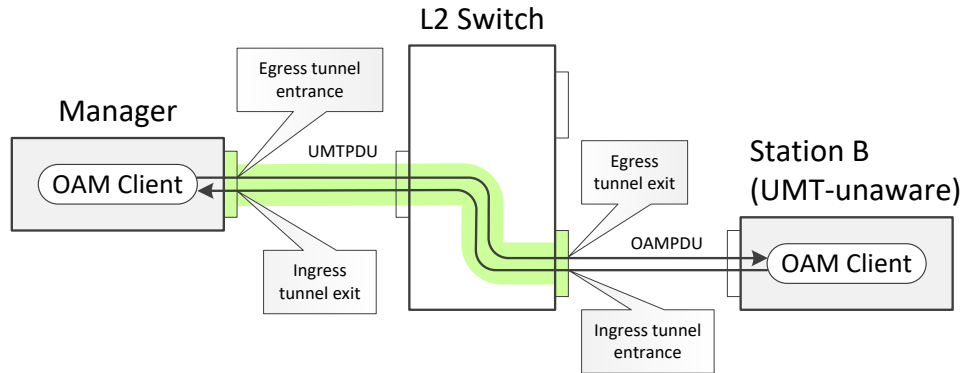 L2 Switch
Egress tunnel
entrance
Manager
UMTPDU
Egress
tunnel exit
Station B
(UMT-unaware)
OAM Client
OAMPDU
OAM Client
Ingress
tunnel exit
Ingress tunnel
entrance